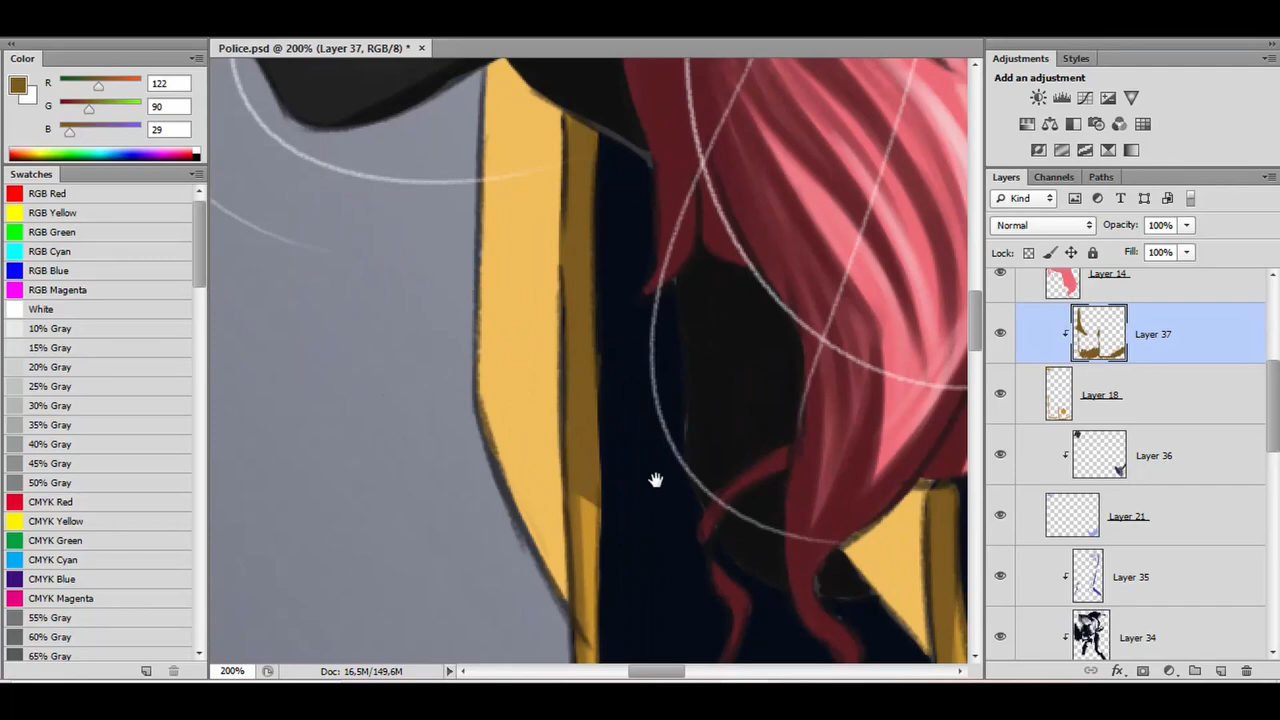 Police.psd @ 200% (Layer 37, RGB/8) *
Color
R 122
G 90
B 29
Swatches
RGB Red
RGB Yellow
RGB Green
RGB Cyan
RGB Blue
RGB Magenta
White
10% Gray
15% Gray
20% Gray
25% Gray
30% Gray
35% Gray
40% Gray
45% Gray
50% Gray
CMYK Red
CMYK Yellow
CMYK Green
CMYK Cyan
CMYK Blue
CMYK Magenta
55% Gray
60% Gray
65% Gray
200%
Doc: 16,5M/149,6M
Adjustments Styles
Add an adjustment
Layers Channels Paths
Kind
Normal Opacity: 100%
Lock: Fill: 100%
Layer 14
Layer 37
Layer 18
Layer 36
Layer 21
Layer 35
Layer 34
fx